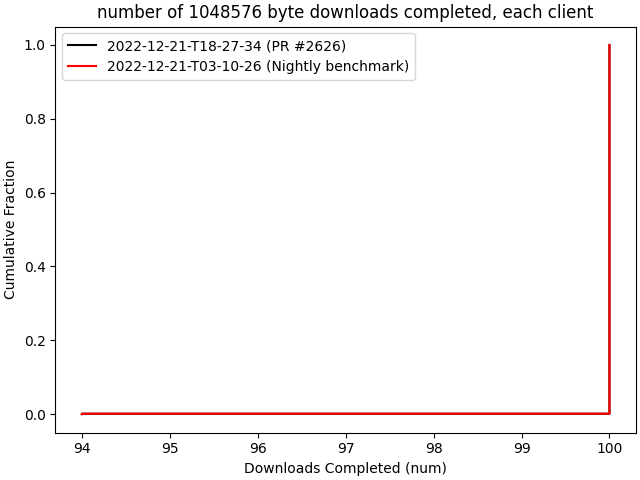 number of 1048576 byte downloads completed, each client
2022-12-21-T18-27-34 (PR #2626)
2022-12-21-T03-10-26 (Nightly benchmark)
Cumulative Fraction
1.0
0.8
0.6
0.4
0.2
0.0
94 95 96 97 98 99 100
Downloads Completed (num)